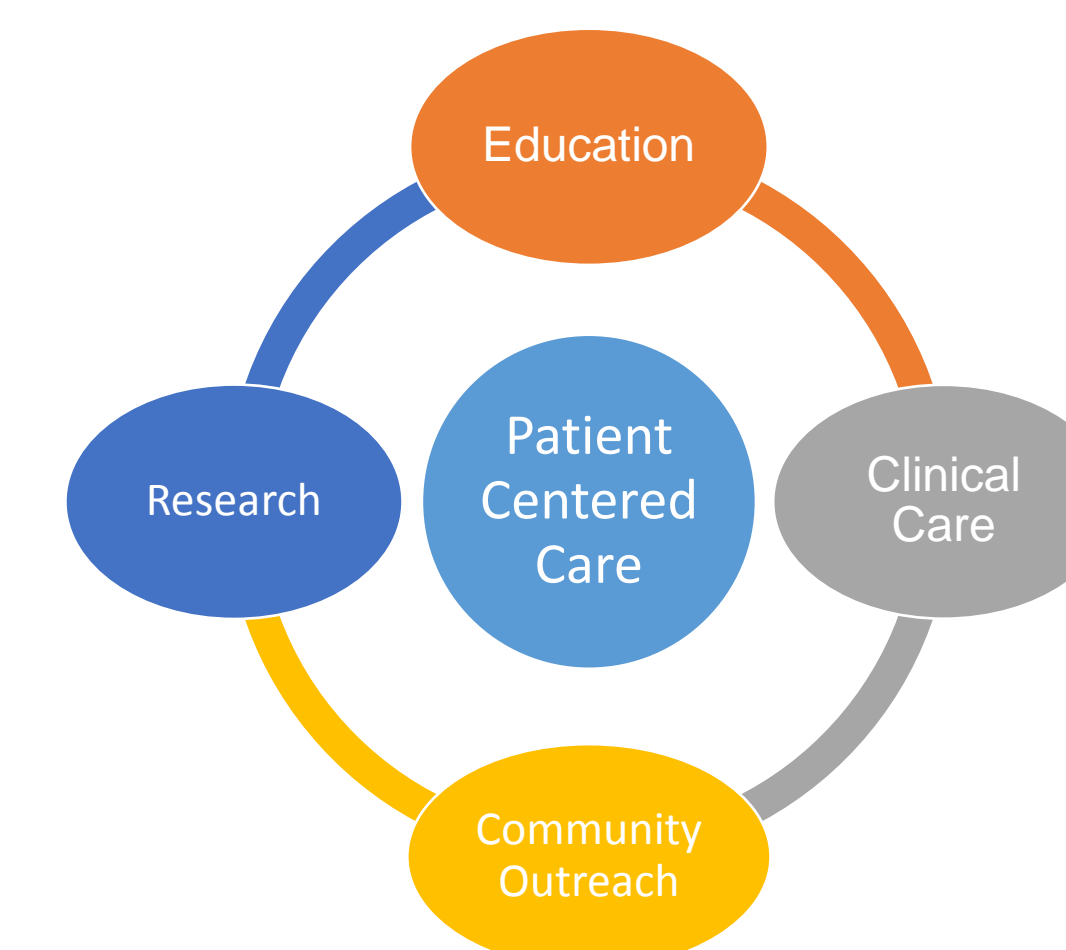 Education
Patient
Centered
Care
Research
Clinical
Care
Community
Outreach